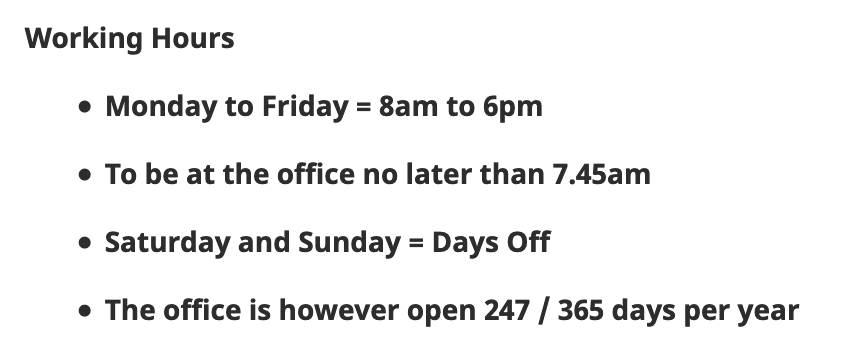 Working Hours
• Monday to Friday = 8am to 6pm
• To be at the office no later than 7.45am
• Saturday and Sunday = Days Off
• The office is however open 247 / 365 days per year